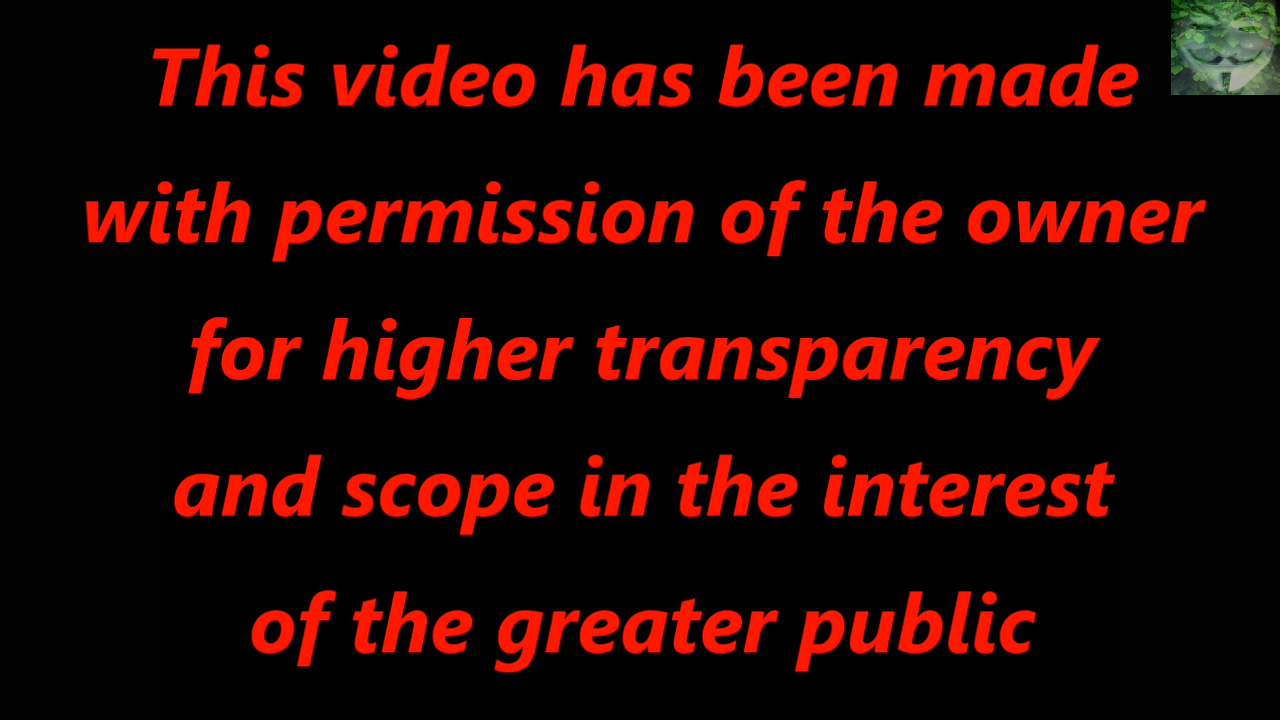 This video has been made
with permission of the owner
for higher transparency
and scope in the interest
of the greater public